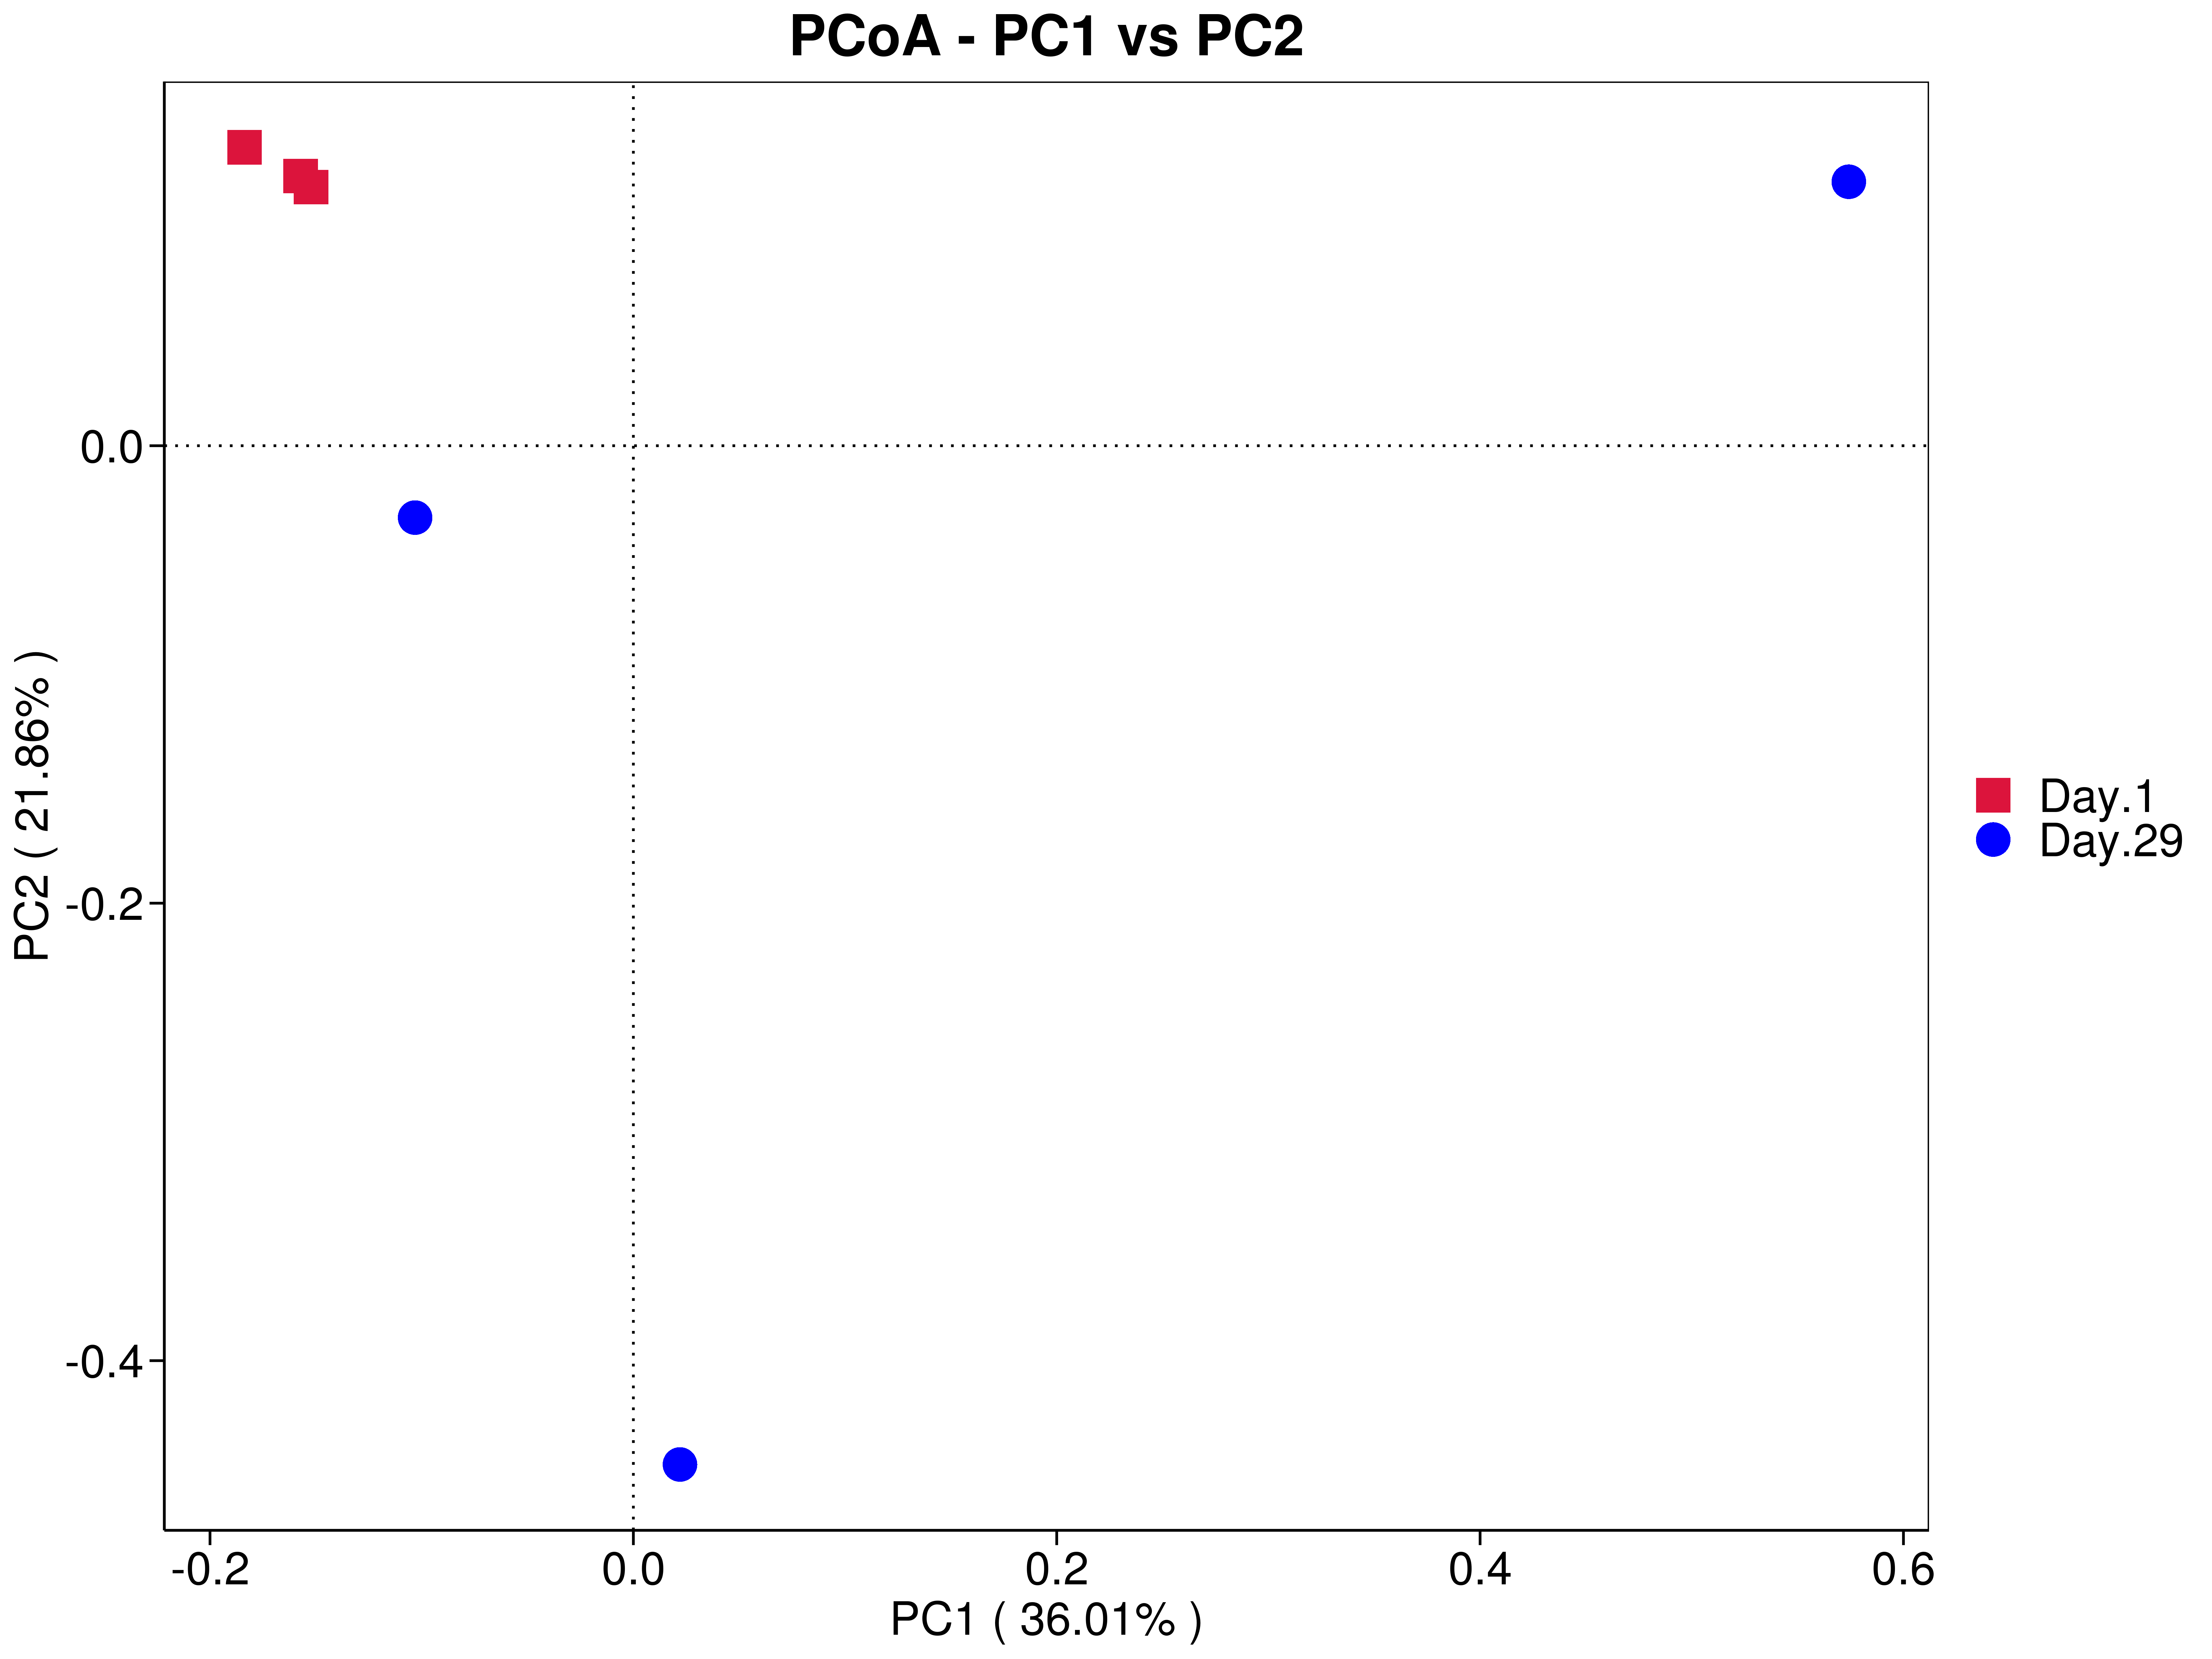 PCoA - PC1 vs PC2
0.0
-0.2
-0.4
PC2 ( 21.86% )
-0.2 0.0 0.2 0.4 0.6
PC1 ( 36.01% )
Day.1
Day.29